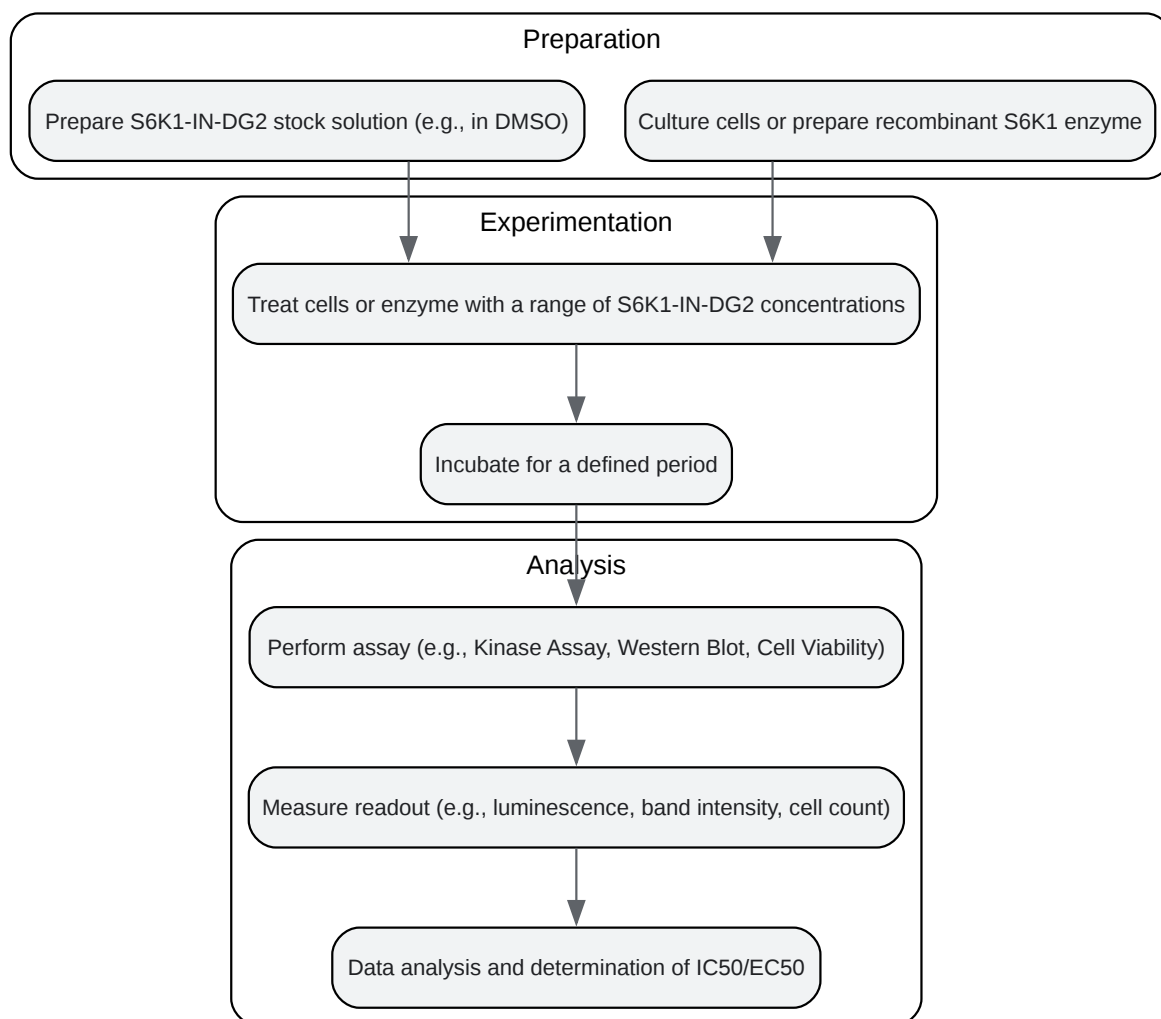 Preparation
Prepare S6K1-IN-DG2 stock solution (e.g., in DMSO)
Culture cells or prepare recombinant S6K1 enzyme
Experimentation
Treat cells or enzyme with a range of S6K1-IN-DG2 concentrations
Incubate for a defined period
Analysis
Perform assay (e.g., Kinase Assay, Western Blot, Cell Viability)
Measure readout (e.g., luminescence, band intensity, cell count)
Data analysis and determination of IC50/EC50